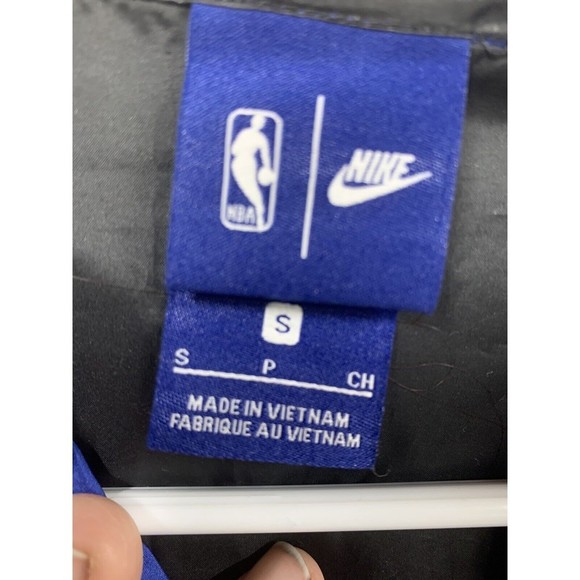 NBA NIKE
S
S P CH
MADE IN VIETNAM
FABRIQUE AU VIETNAM